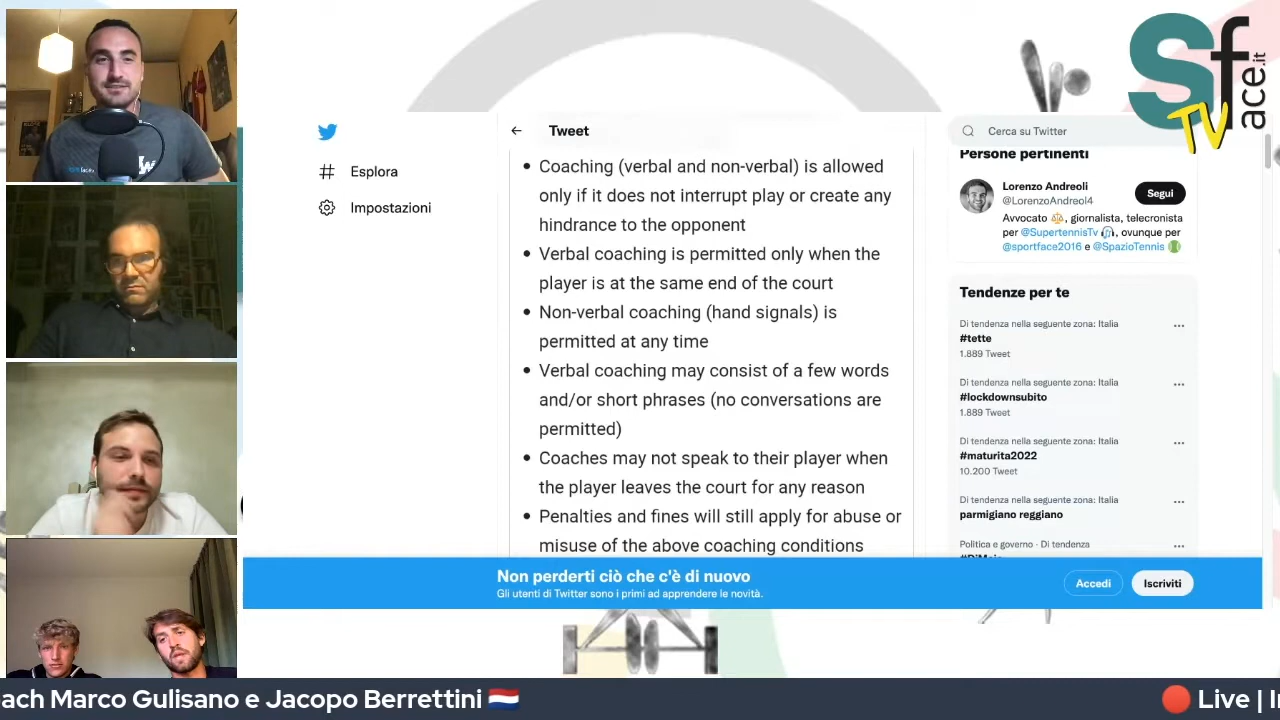 Sf
TV
ace.it
Tweet
Cerca su Twitter
Esplora
Impostazioni
Coaching (verbal and non-verbal) is allowed
only if it does not interrupt play or create any
hindrance to the opponent
Verbal coaching is permitted only when the
player is at the same end of the court
Non-verbal coaching (hand signals) is
permitted at any time
Verbal coaching may consist of a few words
and/or short phrases (no conversations are
permitted)
Coaches may not speak to their player when
the player leaves the court for any reason
Penalties and fines will still apply for abuse or
misuse of the above coaching conditions
Persone pertinenti
Lorenzo Andreoli
@LorenzoAndreol4
Segui
Avvocato ⚖️, giornalista, telecronista
per @SupertennisTv 🎧, ovunque per
@sportface2016 e @SpazioTennis 🎾
Tendenze per te
Di tendenza nella seguente zona: Italia
#tette
1.889 Tweet
Di tendenza nella seguente zona: Italia
#lockdownsubito
1.889 Tweet
Di tendenza nella seguente zona: Italia
#maturita2022
10.200 Tweet
Di tendenza nella seguente zona: Italia
parmigiano reggiano
Politica e governo · Di tendenza
#DiMaio
Non perderti ciò che c'è di nuovo
Gli utenti di Twitter sono i primi ad apprendere le novità.
Accedi
Iscriviti
ach Marco Gulisano e Jacopo Berrettini 🇳🇱
🔴 Live | I